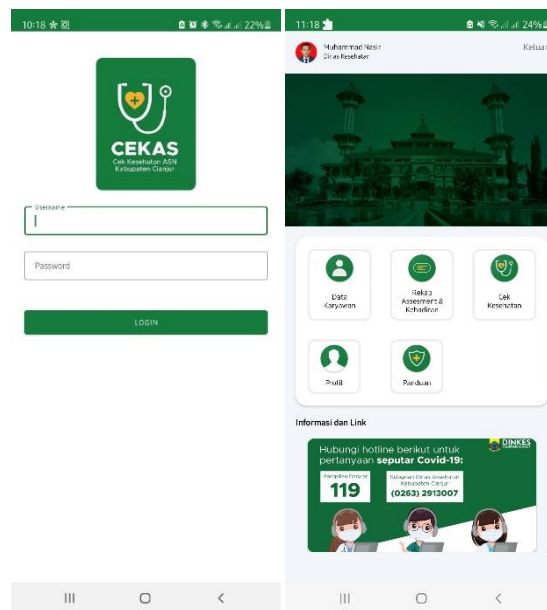 10:18
22%
CEKAS
Cek Kesehatan ASN
Kabupaten Cianjur
Username
Password
LOGIN
11:18
24%
Muhammad Nasir
Dinas Kesehatan
Keluar
Data
Karyawan
Rekap
Assesment &
Kehadiran
Cek
Kesehatan
Profil
Panduan
Informasi dan Link
Hubungi hotline berikut untuk
pertanyaan seputar Covid-19:
DINKES
119
Kabupaten Cianjur
(0263) 2913007